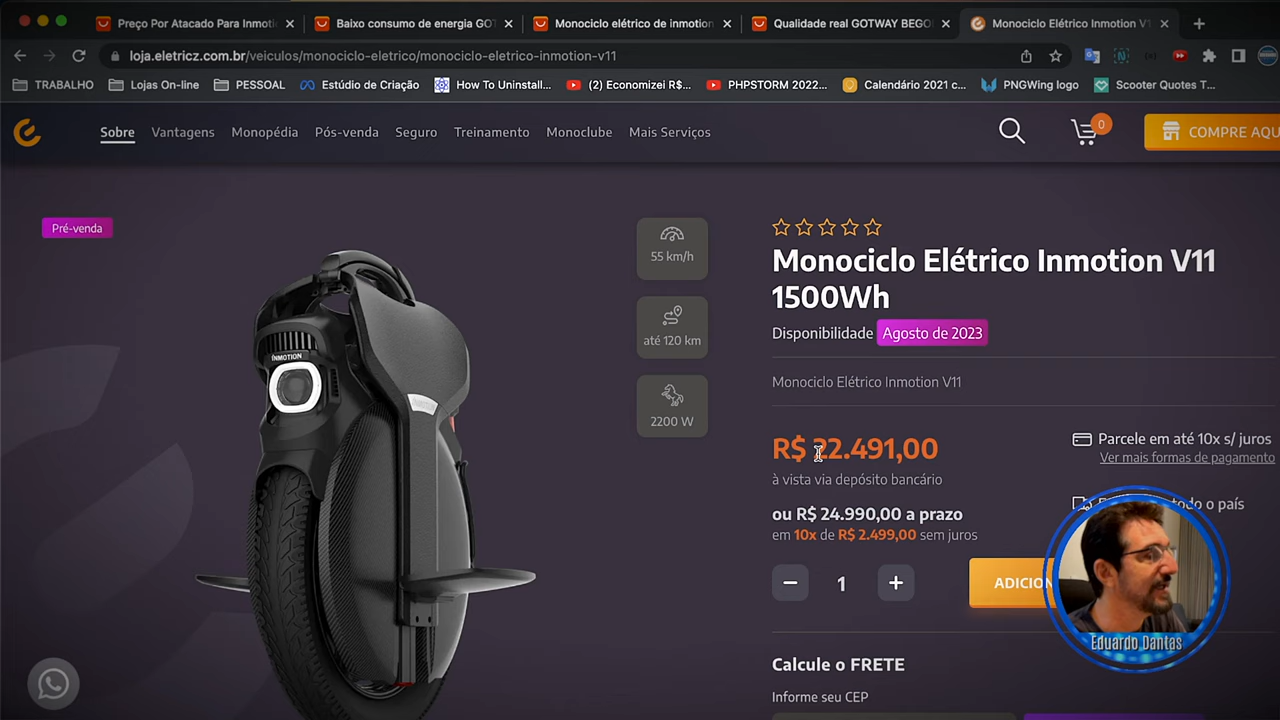 Preço Por Atacado Para Inmoti
Baixo consumo de energia GOT
Monociclo elétrico de inmotion
Qualidade real GOTWAY BEGO
Monociclo Elétrico Inmotion V1
loja.eletricz.com.br/veiculos/monociclo-eletrico/monociclo-eletrico-inmotion-v11
TRABALHO
Lojas On-line
PESSOAL
Estúdio de Criação
How To Uninstall...
(2) Economizei R$...
PHPSTORM 2022...
Calendário 2021 c...
PNGWing logo
Scooter Quotes T...
Sobre
Vantagens
Monopédia
Pós-venda
Seguro
Treinamento
Monoclube
Mais Serviços
0
COMPRE AQU
Pré-venda
55 km/h
até 120 km
2200 W
INMOTION
Monociclo Elétrico Inmotion V11
1500Wh
Disponibilidade Agosto de 2023
Monociclo Elétrico Inmotion V11
R$ 22.491,00
à vista via depósito bancário
ou R$ 24.990,00 a prazo
em 10x de R$ 2.499,00 sem juros
Parcele em até 10x s/ juros
Ver mais formas de pagamento
todo o país
1
ADICION
Eduardo Dantas
Calcule o FRETE
Informe seu CEP